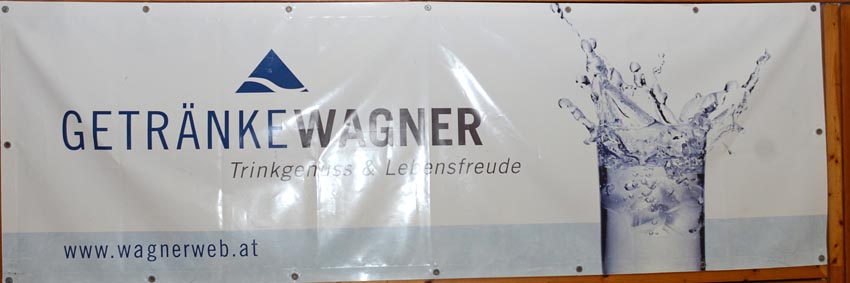 GETRÄNKEWAGNER
Trinkgenuss & Lebensfreude
www.wagnerweb.at